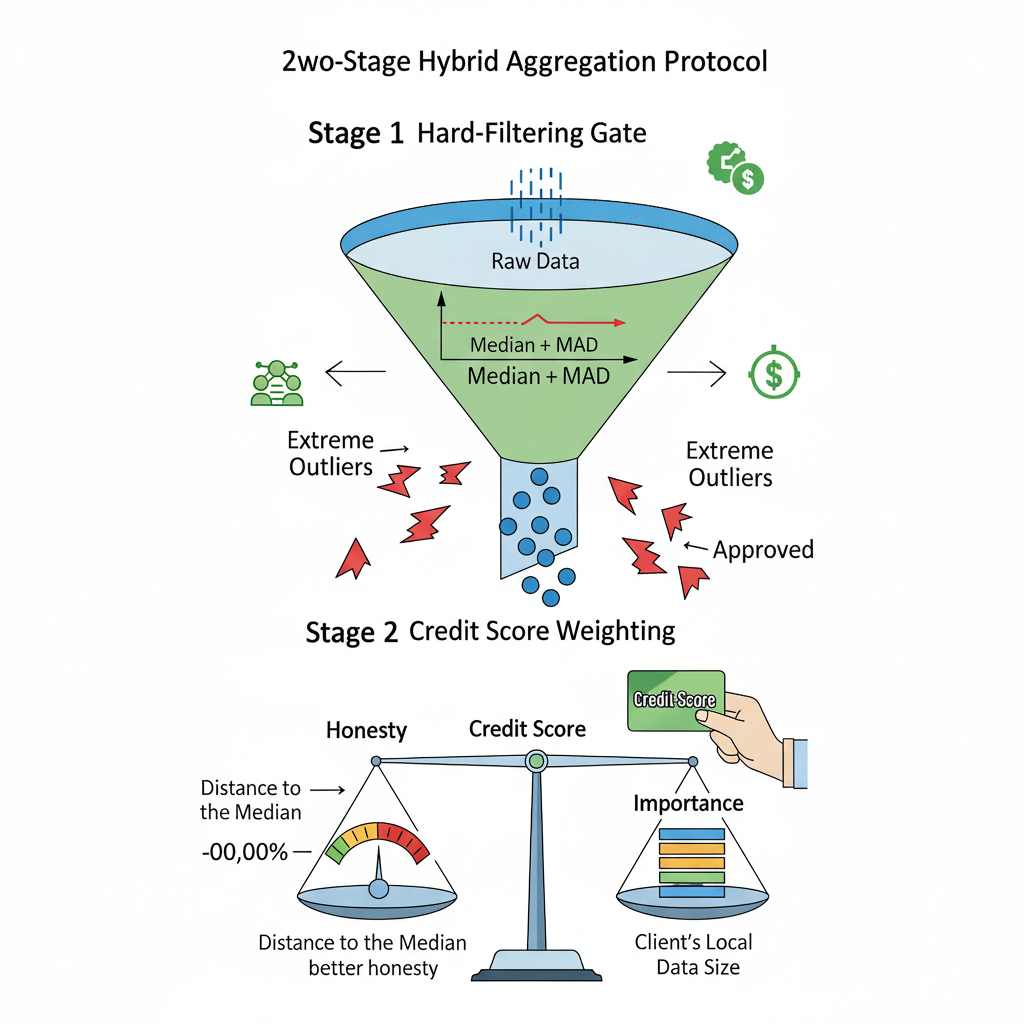 2wo-Stage Hybrid Aggregation Protocol
Stage 1 Hard-Filtering Gate
$
Raw Data
Median + MAD
Median + MAD
$
Extreme
Outliers
Extreme
Outliers
Approved
Stage 2 Credit Score Weighting
Credit Score
Honesty
Credit Score
Distance to
the Median
-00,00%
Importance
Distance to the Median
better honesty
Client's Local
Data Size